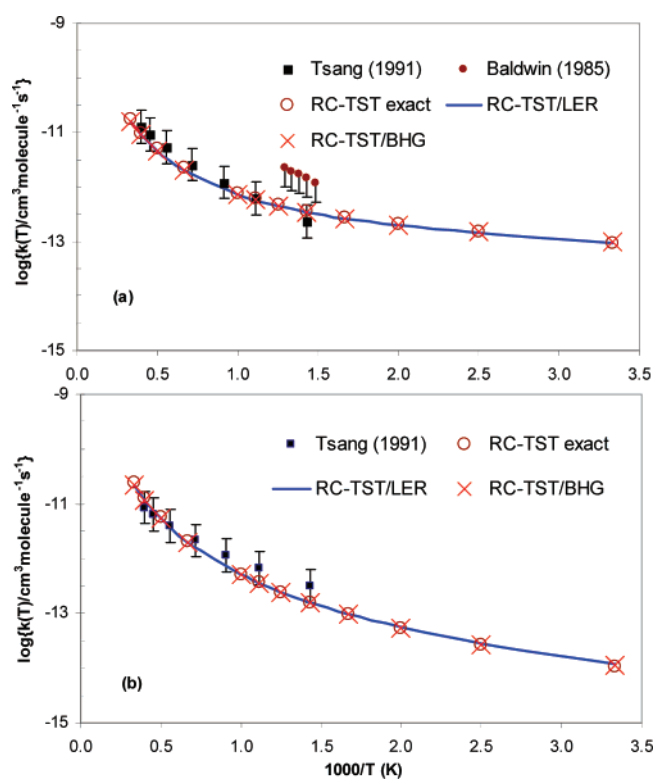 -9
Tsang (1991) Baldwin (1985)
RC-TST exact RC-TST/LER
RC-TST/BHG
-11
-13
-15
log{k(T)/cm³molecule⁻¹s⁻¹}
(a)
0.0 0.5 1.0 1.5 2.0 2.5 3.0 3.5
-9
Tsang (1991) RC-TST exact
RC-TST/LER RC-TST/BHG
-11
-13
-15
log{k(T)/cm³molecule⁻¹s⁻¹}
(b)
0.0 0.5 1.0 1.5 2.0 2.5 3.0 3.5
1000/T (K)